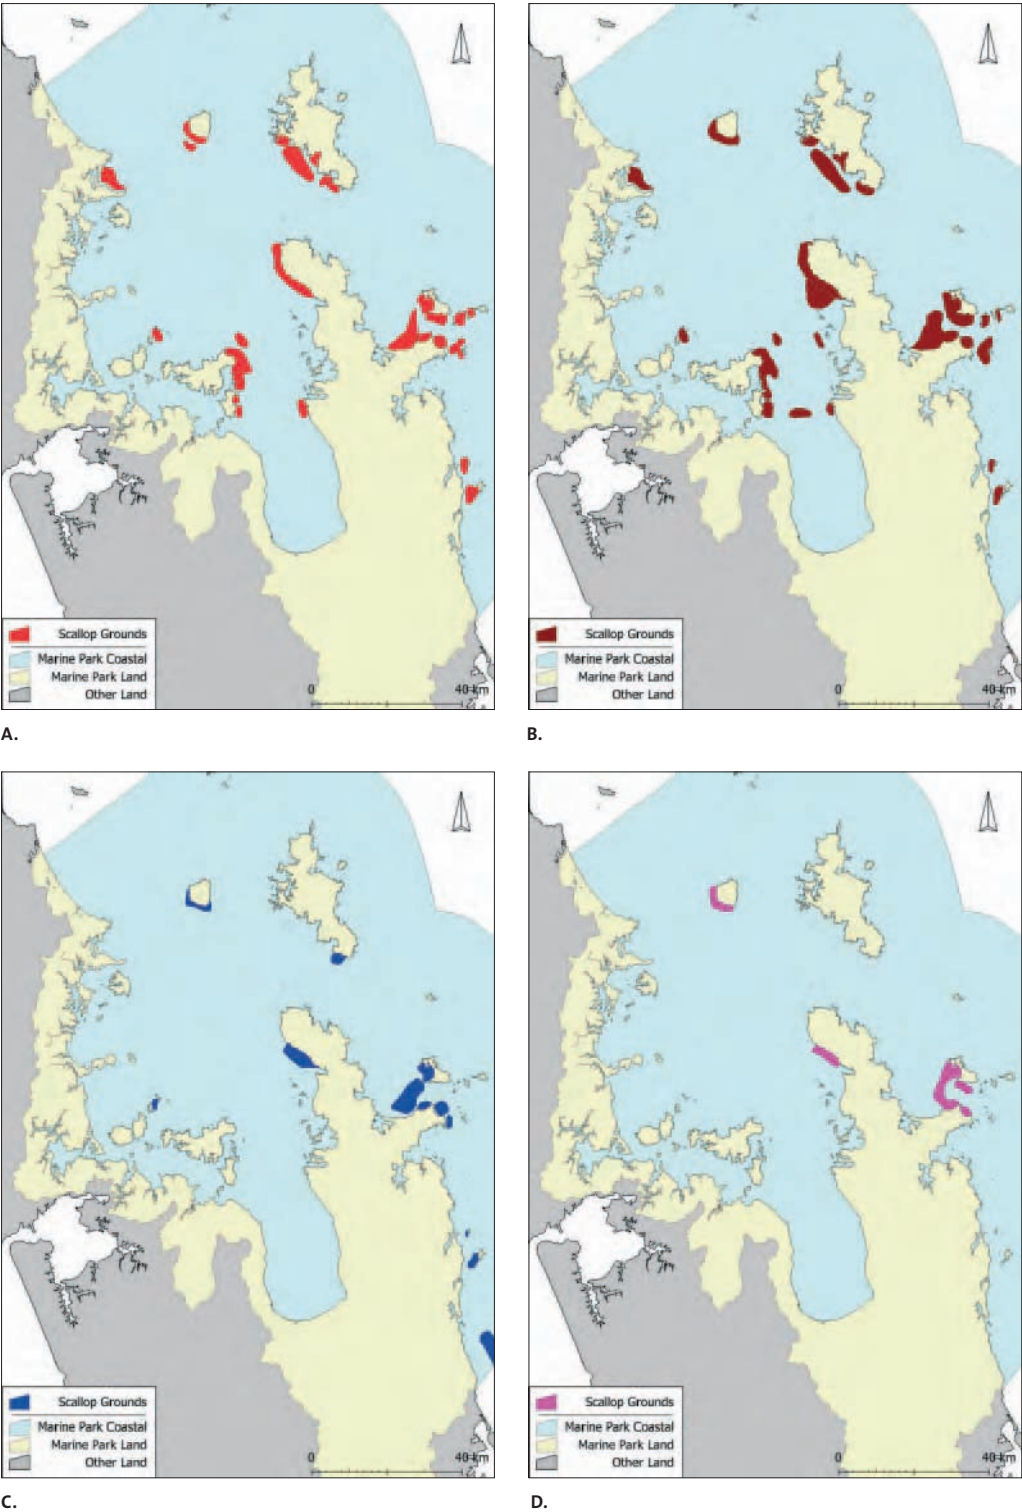 Scallop Grounds
Marine Park Coastal
Marine Park Land
Other Land
0 40 km
A.
Scallop Grounds
Marine Park Coastal
Marine Park Land
Other Land
0 40 km
B.
Scallop Grounds
Marine Park Coastal
Marine Park Land
Other Land
0 40 km
C.
Scallop Grounds
Marine Park Coastal
Marine Park Land
Other Land
0 40 km
D.